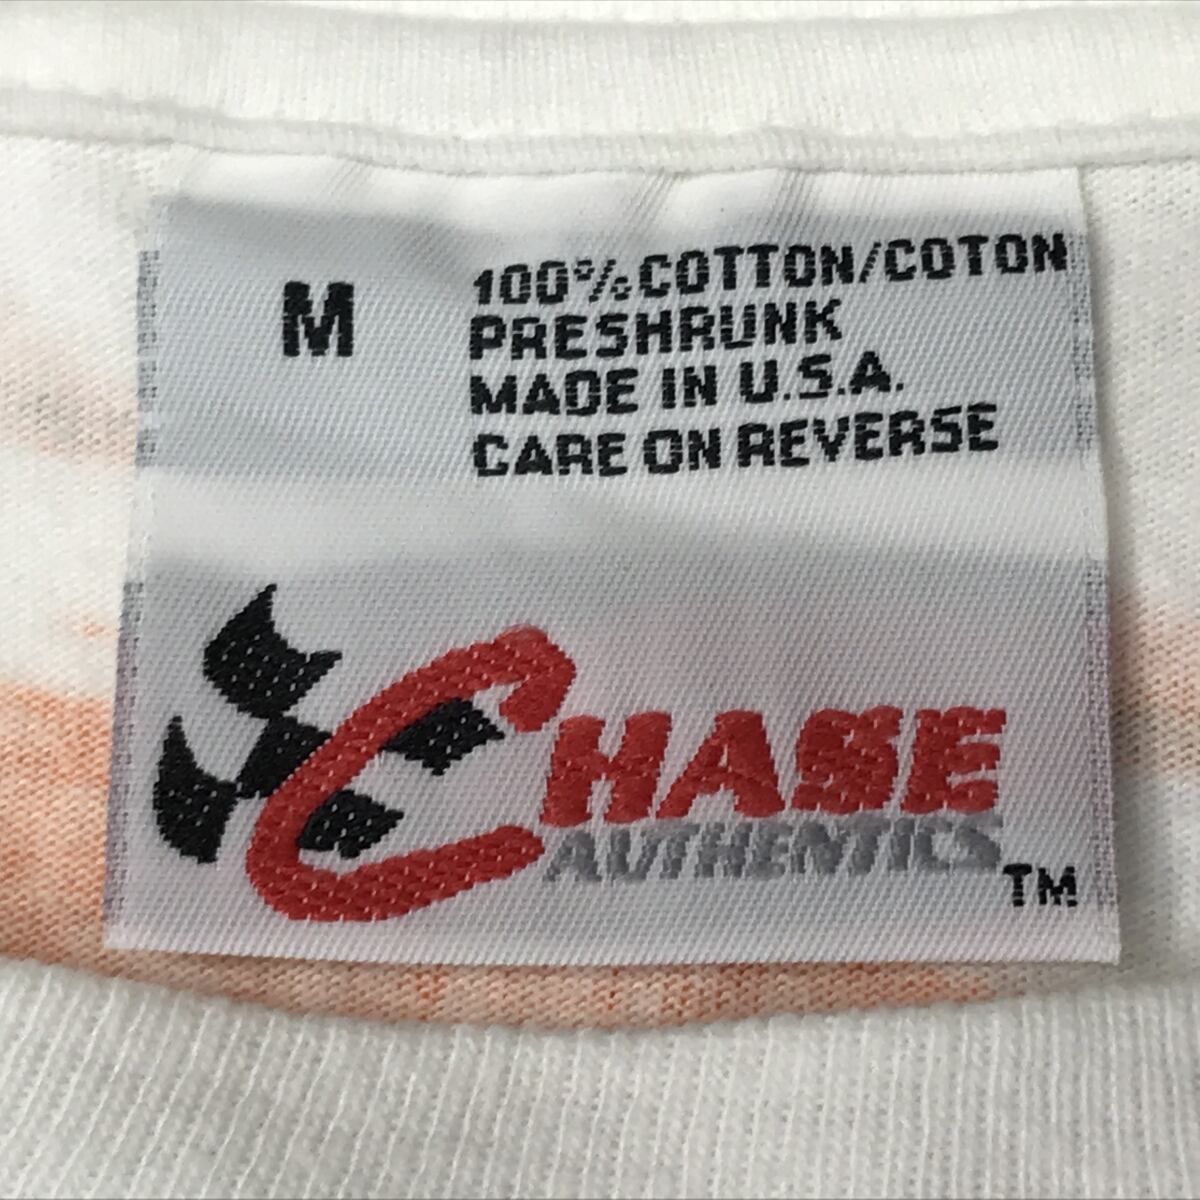 M
100% COTTON/COTON
PRESHRUNK
MADE IN U.S.A.
CARE ON REVERSE
CHASE
AUTHENTICS
TM